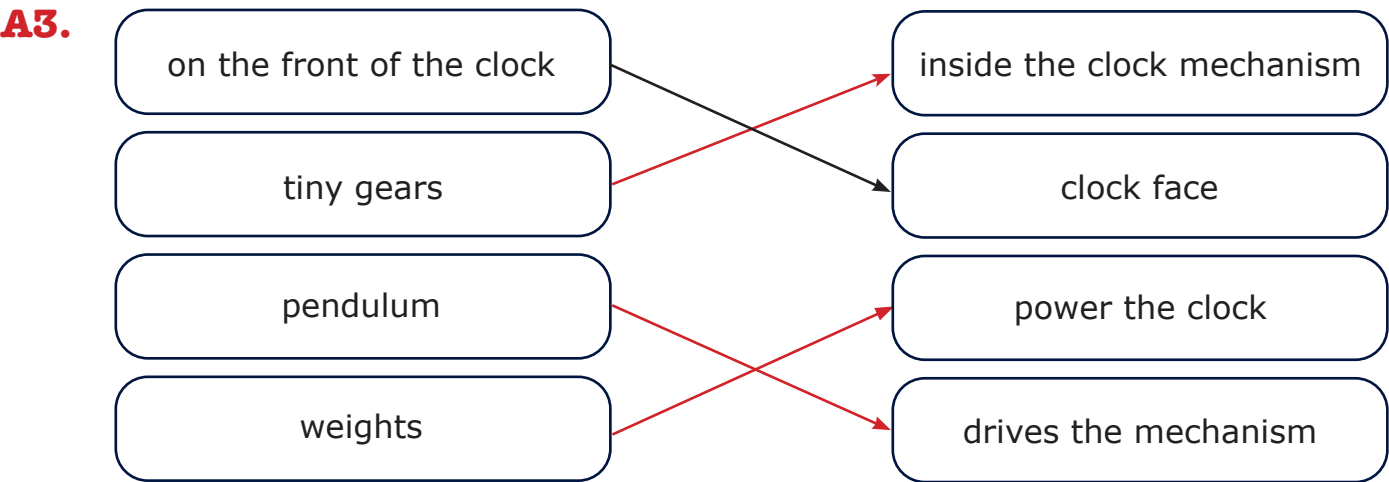 A3.
on the front of the clock
inside the clock mechanism
tiny gears
clock face
pendulum
power the clock
weights
drives the mechanism